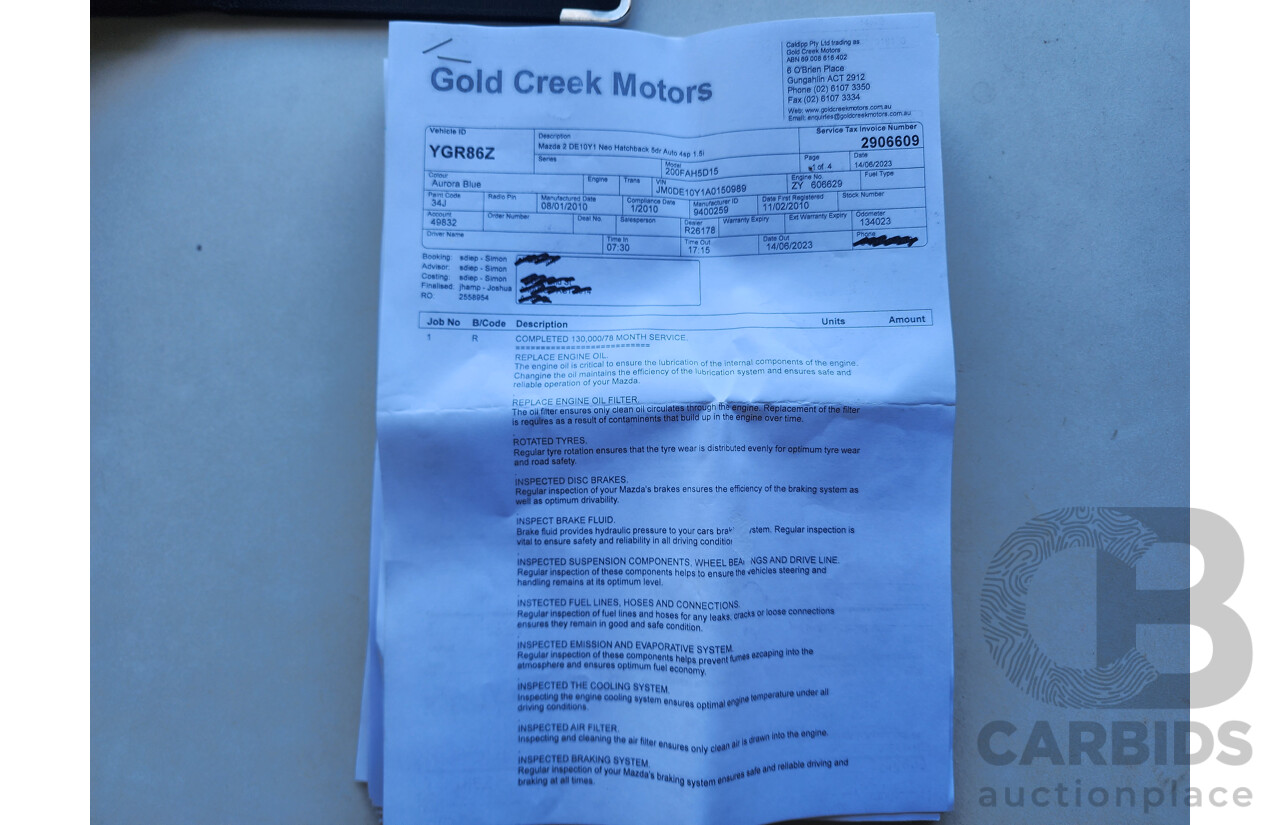 Gold Creek Motors
Caldipp Pty Ltd trading as
Gold Creek Motors
ABN 69 008 616 402
6 O'Brien Place
Gungahlin ACT 2912
Phone (02) 6107 3350
Fax (02) 6107 3334
Web: www.goldcreekmotors.com.au
Email: enquiries@goldcreekmotors.com.au
Vehicle ID
YGR86Z
Description
Mazda 2 DE10Y1 Neo Hatchback 5dr Auto 4sp 1.5i
Service Tax Invoice Number
2906609
Series
Model
200FAH5D15
Page
1 of 4
Date
14/06/2023
Colour
Aurora Blue
Engine
Trans
VIN
JM0DE10Y1A0150989
Engine No.
ZY 606629
Fuel Type
Paint Code
34J
Radio Pin
Manufactured Date
08/01/2010
Compliance Date
1/2010
Manufacturer ID
9400259
Date First Registered
11/02/2010
Stock Number
Account
49832
Order Number
Deal No.
Salesperson
Dealer
R26178
Warranty Expiry
Ext Warranty Expiry
Odometer
134023
Driver Name
Time In
07:30
Time Out
17:15
Date Out
14/06/2023
Phone
Booking: sdiep - Simon
Advisor: sdiep - Simon
Costing: sdiep - Simon
Finalised: jhamp - Joshua
RO: 2558954
Job No B/Code Description Units Amount
1 R COMPLETED 130,000/78 MONTH SERVICE.
===========================
REPLACE ENGINE OIL.
The engine oil is critical to ensure the lubrication of the internal components of the engine.
Changine the oil maintains the efficiency of the lubrication system and ensures safe and
reliable operation of your Mazda.
REPLACE ENGINE OIL FILTER.
The oil filter ensures only clean oil circulates through the engine. Replacement of the filter
is requires as a result of contaminents that build up in the engine over time.
ROTATED TYRES.
Regular tyre rotation ensures that the tyre wear is distributed evenly for optimum tyre wear
and road safety.
INSPECTED DISC BRAKES.
Regular inspection of your Mazda's brakes ensures the efficiency of the braking system as
well as optimum drivability.
INSPECT BRAKE FLUID.
Brake fluid provides hydraulic pressure to your cars brak ystem. Regular inspection is
vital to ensure safety and reliability in all driving condition
INSPECTED SUSPENSION COMPONENTS, WHEEL BEA NGS AND DRIVE LINE.
Regular inspection of these components helps to ensure the vehicles steering and
handling remains at its optimum level.
INSTECTED FUEL LINES, HOSES AND CONNECTIONS.
Regular inspection of fuel lines and hoses for any leaks, cracks or loose connections
ensures they remain in good and safe condition.
INSPECTED EMISSION AND EVAPORATIVE SYSTEM.
Regular inspection of these components helps prevent fumes ezcaping into the
atmosphere and ensures optimum fuel economy.
INSPECTED THE COOLING SYSTEM.
Inspecting the engine cooling system ensures optimal engine temperature under all
driving conditions.
INSPECTED AIR FILTER.
Inspecting and cleaning the air filter ensures only clean air is drawn into the engine.
INSPECTED BRAKING SYSTEM.
Regular inspection of your Mazda's braking system ensures safe and reliable driving and
braking at all times.
CB
CARBIDS
auctionplace